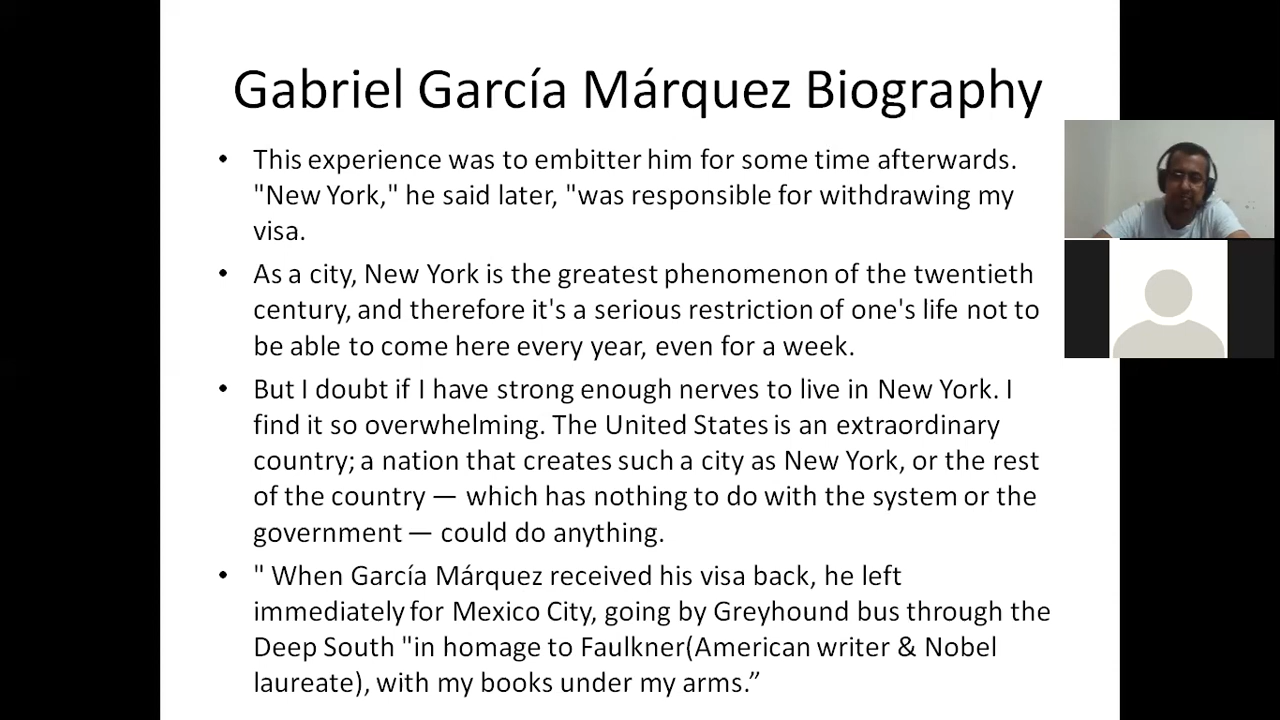 Gabriel García Márquez Biography
• This experience was to embitter him for some time afterwards.
"New York," he said later, "was responsible for withdrawing my
visa.
• As a city, New York is the greatest phenomenon of the twentieth
century, and therefore it's a serious restriction of one's life not to
be able to come here every year, even for a week.
• But I doubt if I have strong enough nerves to live in New York. I
find it so overwhelming. The United States is an extraordinary
country; a nation that creates such a city as New York, or the rest
of the country — which has nothing to do with the system or the
government — could do anything.
• " When García Márquez received his visa back, he left
immediately for Mexico City, going by Greyhound bus through the
Deep South "in homage to Faulkner(American writer & Nobel
laureate), with my books under my arms.”